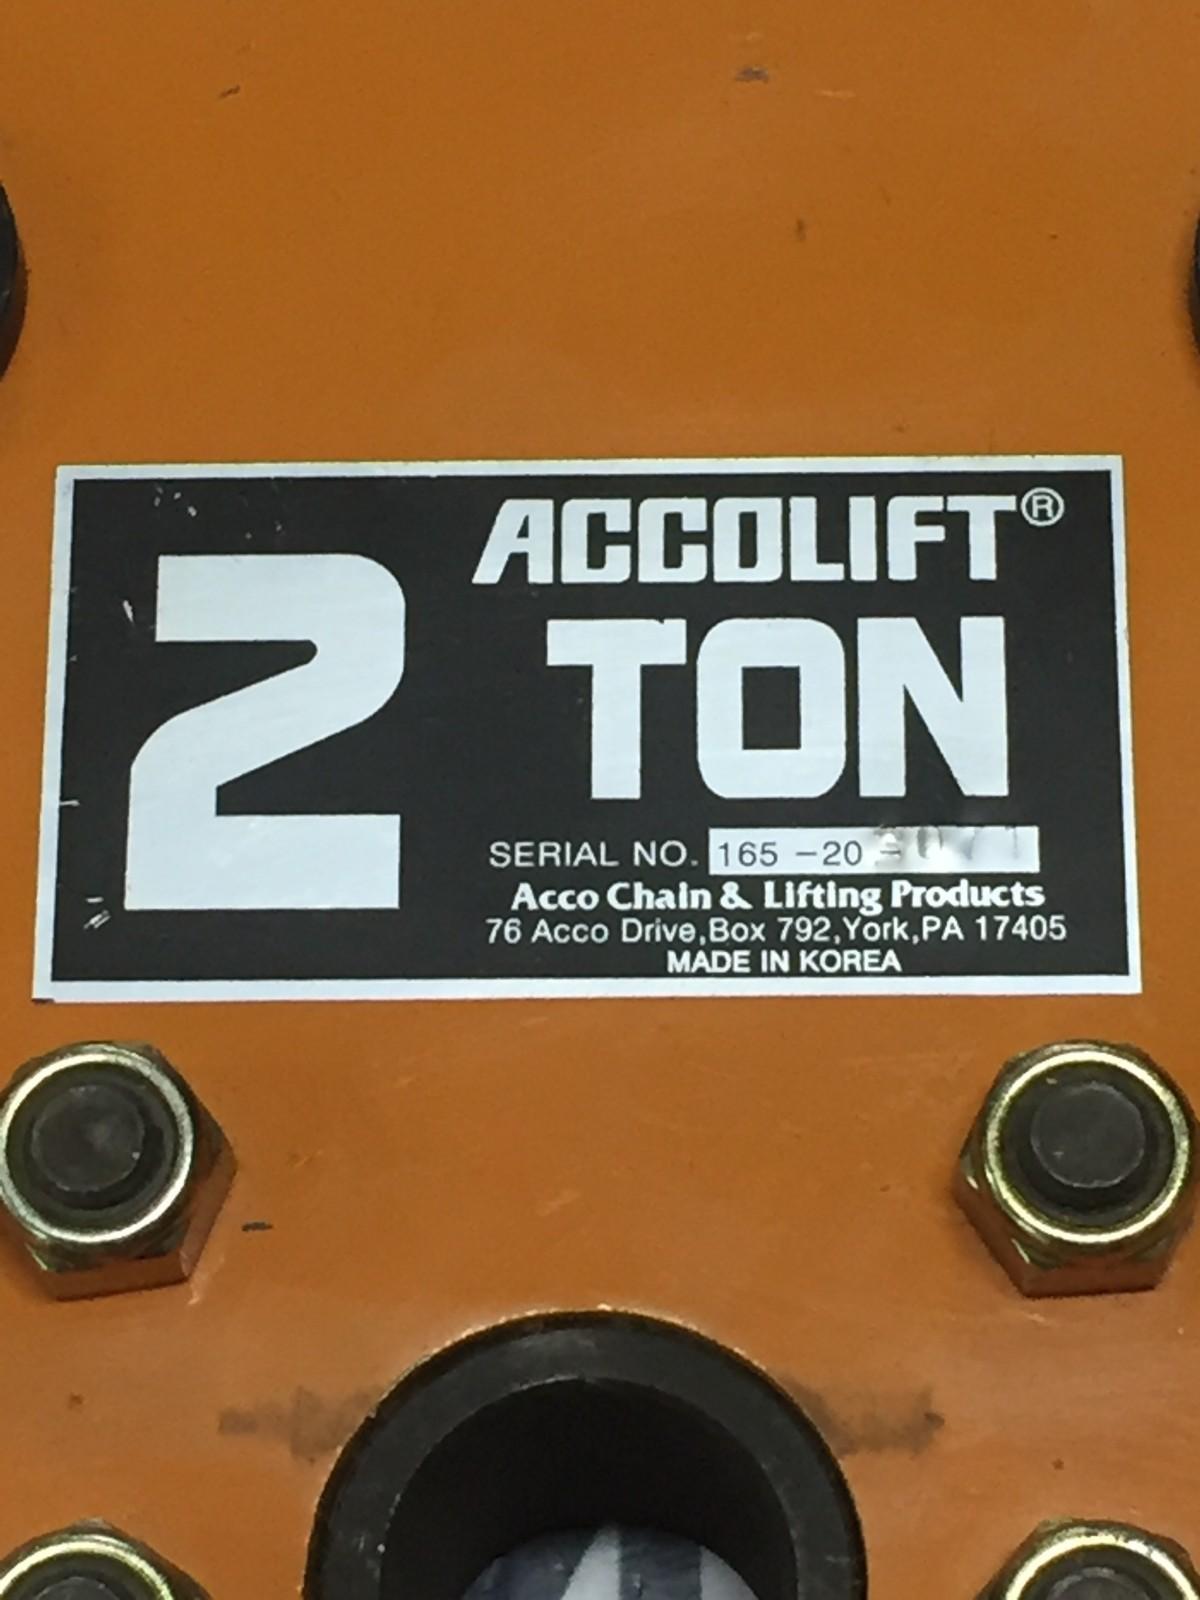 2
ACCOLIFT®
TON
SERIAL NO. 165 -20
Acco Chain & Lifting Products
76 Acco Drive,Box 792,York,PA 17405
MADE IN KOREA